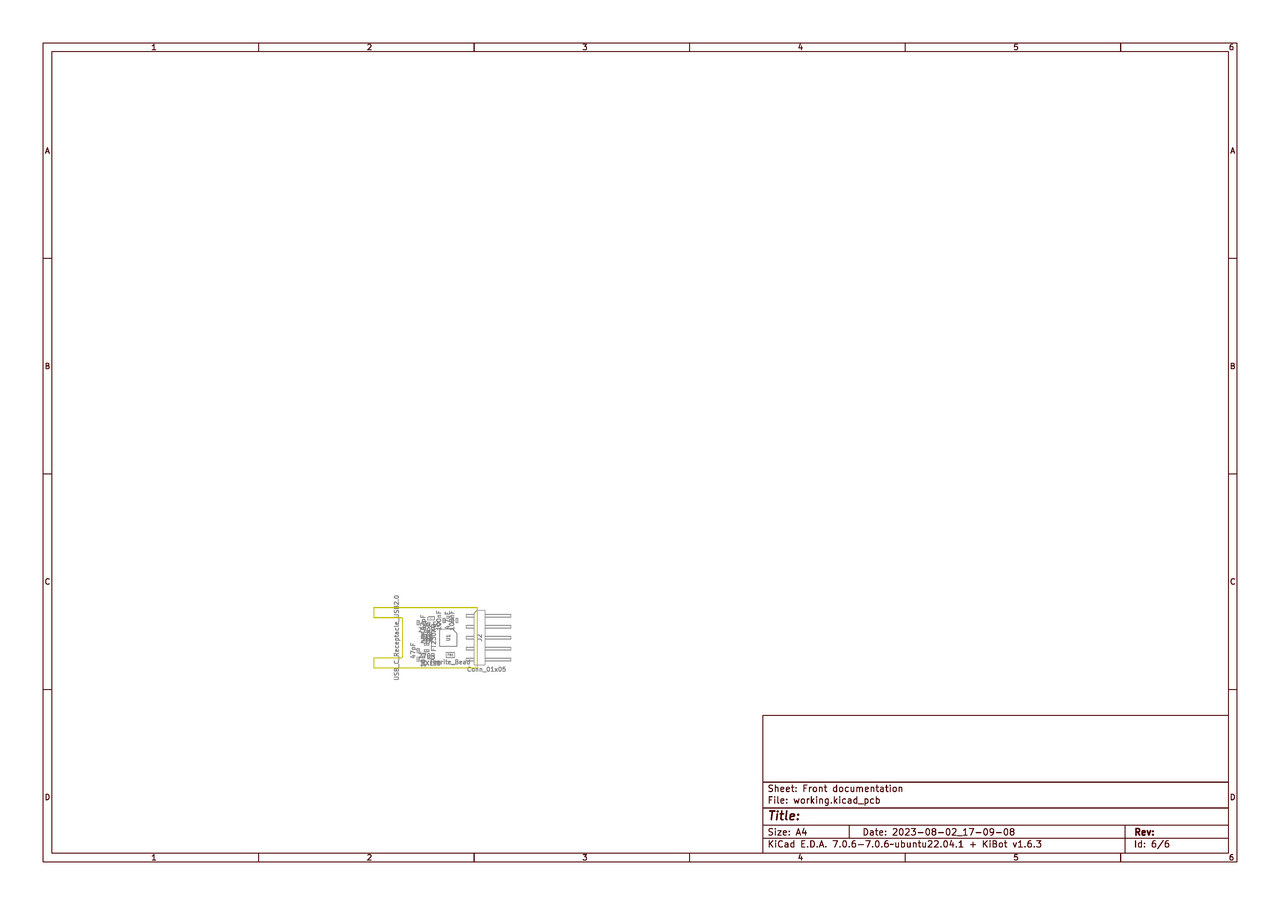 1 2 3 4 5 6
A A
B B
C C
D D
USB_C_Receptacle_USB2.0
47pF
100nF
U1
J2
Conn_01x05
Sheet: Front documentation
File: working.kicad_pcb
Title:
Size: A4 Date: 2023-08-02_17-09-08 Rev:
KiCad E.D.A. 7.0.6-7.0.6~ubuntu22.04.1 + KiBot v1.6.3 Id: 6/6
1 2 3 4 5 6